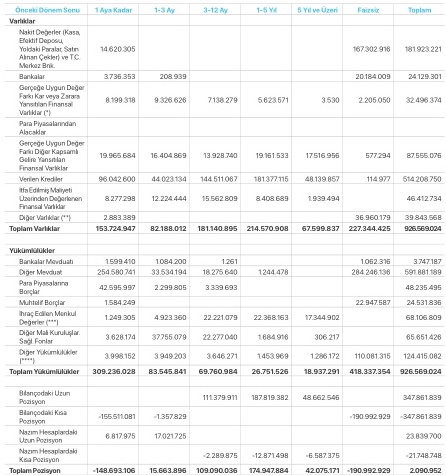 Önceki Dönem Sonu 1 Aya Kadar 1-3 Ay 3-12 Ay 1-5 Yıl 5 Yıl ve Üzeri Faizsiz Toplam
Varlıklar
Nakit Değerler (Kasa,
Efektif Deposu,
Yoldaki Paralar, Satın
Alınan Çekler) ve T.C.
Merkez Bnk. 14.620.305 167.302.916 181.923.221
Bankalar 3.736.353 208.939 20.184.009 24.129.301
Gerçeğe Uygun Değer
Farkı Kar veya Zarara
Yansıtılan Finansal
Varlıklar (*) 8.199.318 9.326.626 7.138.279 5.623.571 3.530 2.205.050 32.496.374
Para Piyasalarından
Alacaklar
Gerçeğe Uygun Değer
Farkı Diğer Kapsamlı
Gelire Yansıtılan
Finansal Varlıklar 19.965.684 16.404.869 13.928.740 19.161.533 17.516.956 577.294 87.555.076
Verilen Krediler 96.042.600 44.023.134 144.511.067 181.377.115 48.139.857 114.977 514.208.750
İtfa Edilmiş Maliyeti
Üzerinden Değerlenen
Finansal Varlıklar 8.277.298 12.224.444 15.562.809 8.408.689 1.939.494 46.412.734
Diğer Varlıklar (**) 2.883.389 36.960.179 39.843.568
Toplam Varlıklar 153.724.947 82.188.012 181.140.895 214.570.908 67.599.837 227.344.425 926.569.024
Yükümlülükler
Bankalar Mevduatı 1.599.410 1.084.200 1.261 1.062.316 3.747.187
Diğer Mevduat 254.580.741 33.534.194 18.275.640 1.244.478 284.246.136 591.881.189
Para Piyasalarına
Borçlar 42.595.997 2.299.805 3.339.693 48.235.495
Muhtelif Borçlar 1.584.249 22.947.587 24.531.836
İhraç Edilen Menkul
Değerler (***) 1.249.305 4.923.360 22.221.079 22.368.163 17.344.902 68.106.809
Diğer Mali Kuruluşlar.
Sağl. Fonlar 3.628.174 37.755.079 22.277.040 1.684.916 306.217 65.651.426
Diğer Yükümlülükler
(****) 3.998.152 3.949.203 3.646.271 1.453.969 1.286.172 110.081.315 124.415.082
Toplam Yükümlülükler 309.236.028 83.545.841 69.760.984 26.751.526 18.937.291 418.337.354 926.569.024
Bilançodaki Uzun
Pozisyon 111.379.911 187.819.382 48.662.546 347.861.839
Bilançodaki Kısa
Pozisyon -155.511.081 -1.357.829 -190.992.929 -347.861.839
Nazım Hesaplardaki
Uzun Pozisyon 6.817.975 17.021.725 23.839.700
Nazım Hesaplardaki
Kısa Pozisyon -2.289.875 -12.871.498 -6.587.375 -21.748.748
Toplam Pozisyon -148.693.106 15.663.896 109.090.036 174.947.884 42.075.171 -190.992.929 2.090.952